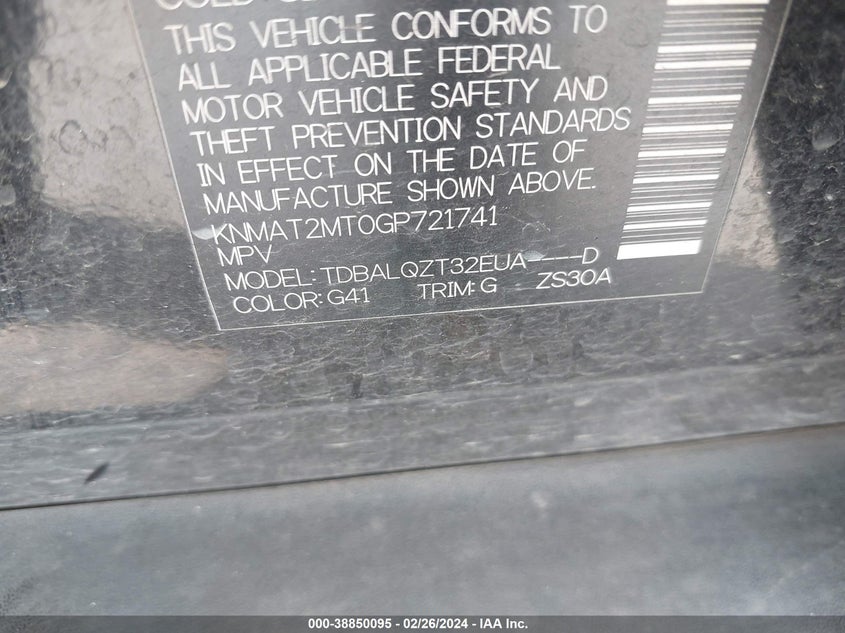 THIS VEHICLE CONFORMS TO
ALL APPLICABLE FEDERAL
MOTOR VEHICLE SAFETY AND
THEFT PREVENTION STANDARDS
IN EFFECT ON THE DATE OF
MANUFACTURE SHOWN ABOVE.
KNMAT2MT0GP721741
MPV
MODEL: TDBALQZT32EUA----D
COLOR: G41 TRIM: G ZS30A
000-38850095 - 02/26/2024 - IAA Inc.